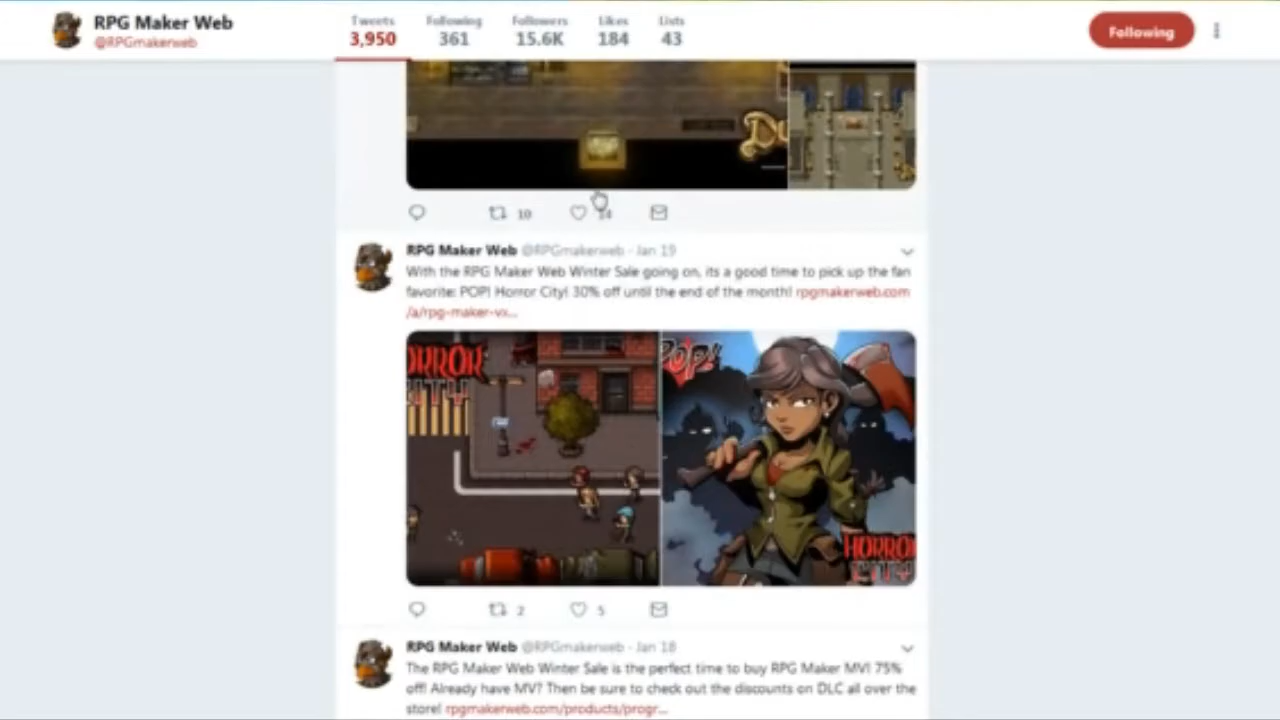 RPG Maker Web
@RPGmakerweb
Tweets
3,950
Following
361
Followers
15.6K
Likes
184
Lists
43
Following
10
14
RPG Maker Web @RPGmakerweb · Jan 19
With the RPG Maker Web Winter Sale going on, its a good time to pick up the fan
favorite: POP! Horror City! 30% off until the end of the month! rpgmakerweb.com
/a/rpg-maker-vx...
ORROR
CITY
POP!
HORROR
CITY
2
5
RPG Maker Web @RPGmakerweb · Jan 18
The RPG Maker Web Winter Sale is the perfect time to buy RPG Maker MV! 75%
off! Already have MV? Then be sure to check out the discounts on DLC all over the
store! rpgmakerweb.com/products/progr...